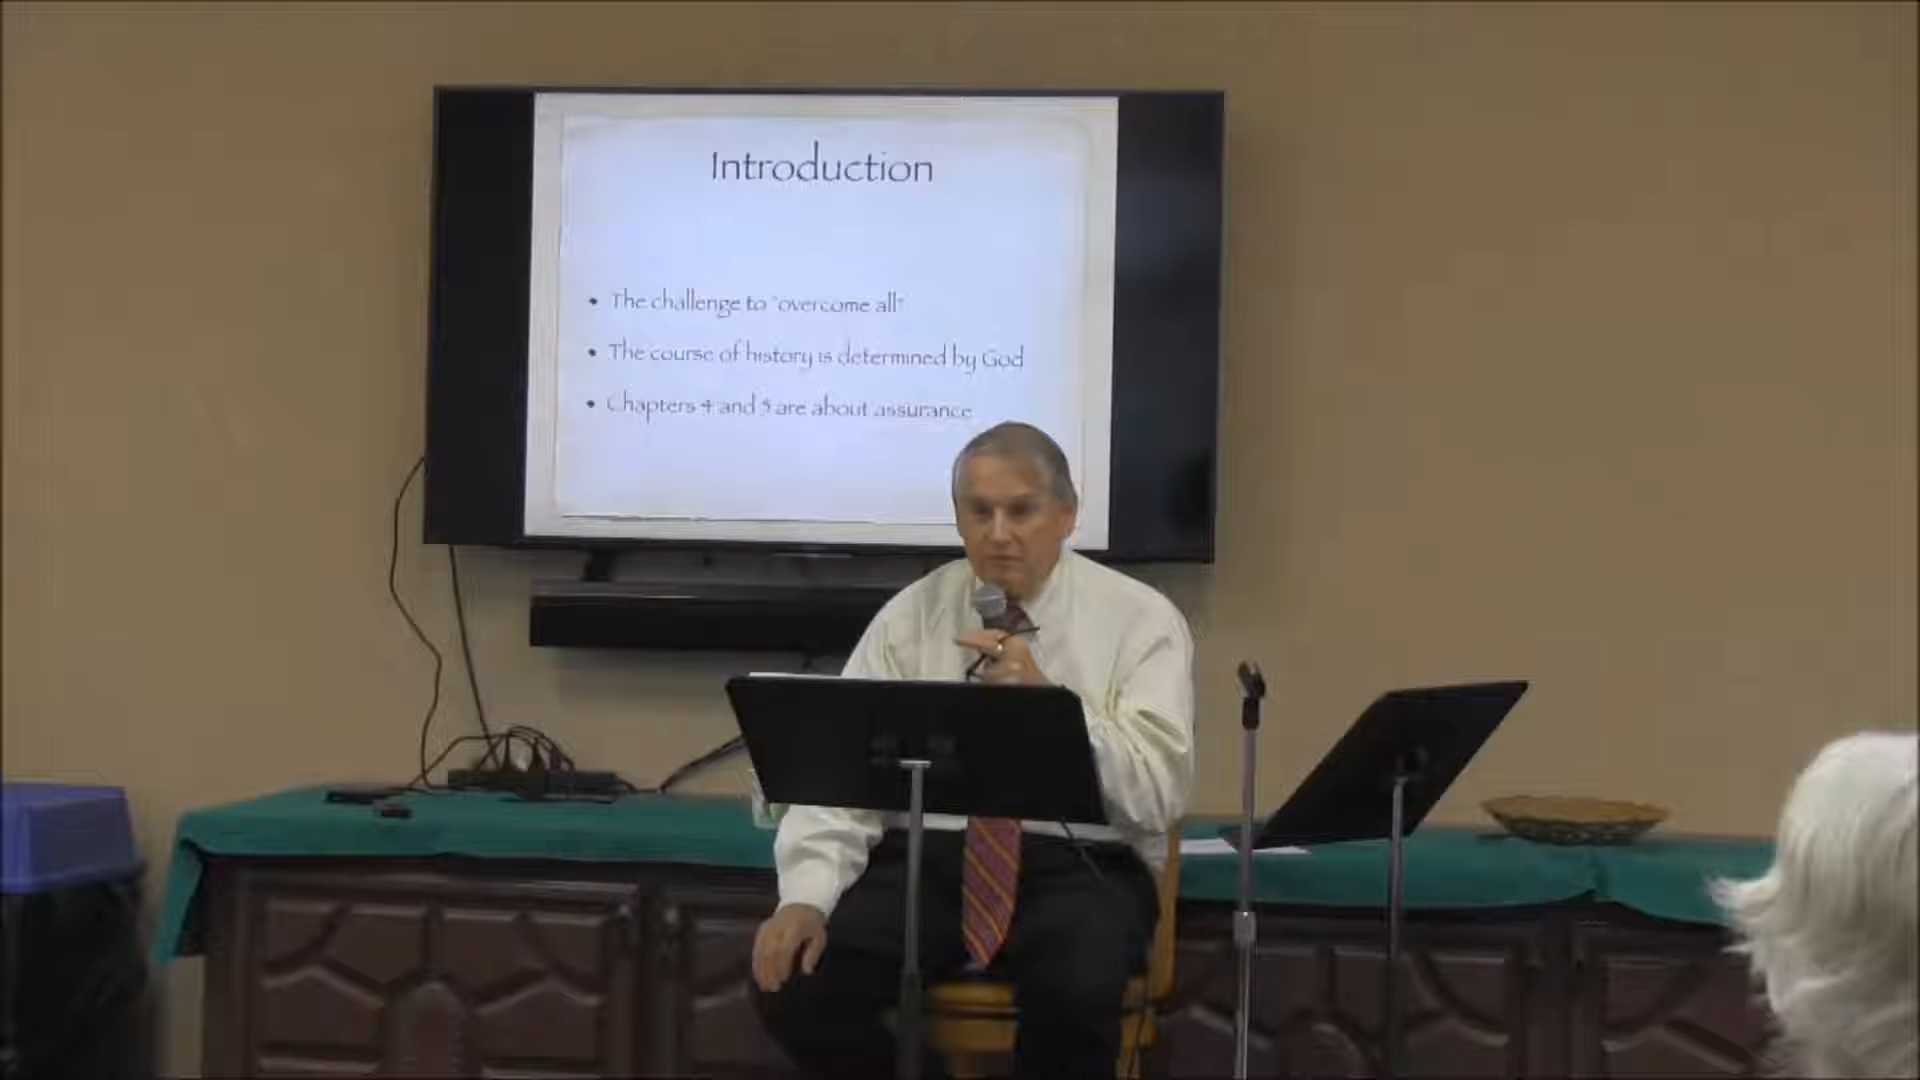 Introduction
• The challenge to "overcome all"
• The course of history is determined by God
• Chapters 4 and 5 are about assurance